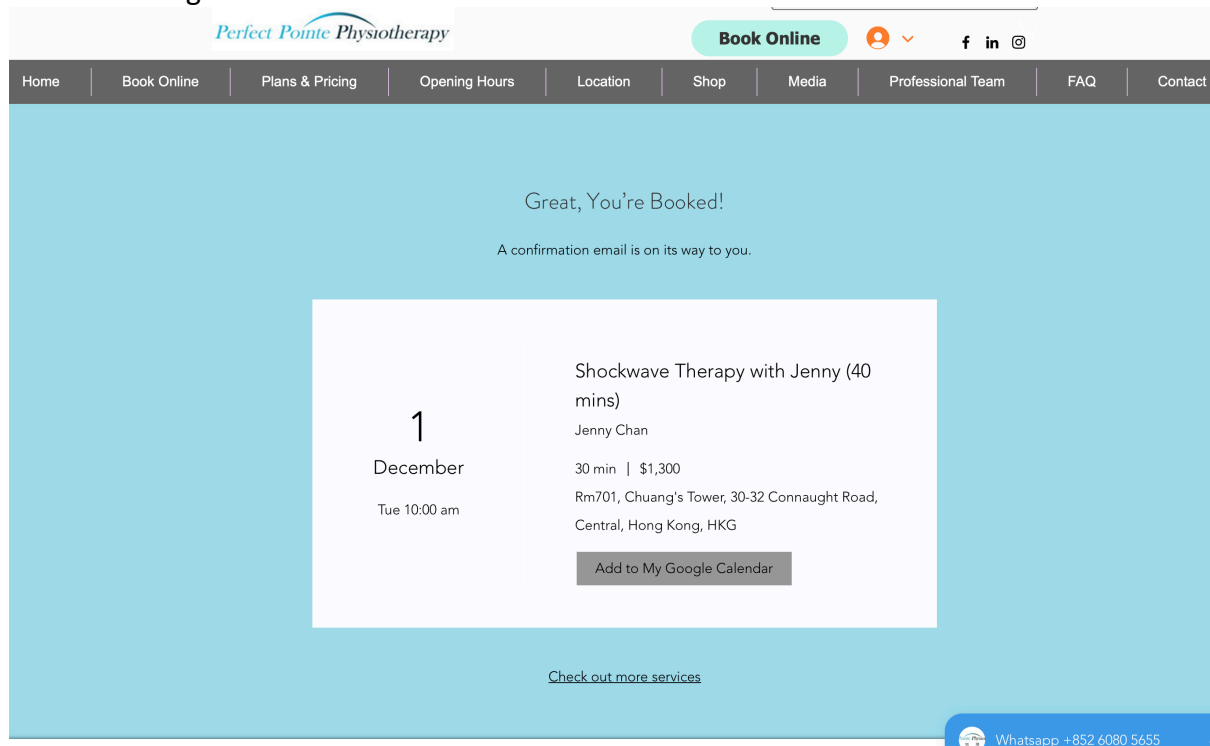 Perfect Pointe Physiotherapy
Book Online
Home Book Online Plans & Pricing Opening Hours Location Shop Media Professional Team FAQ Contact
Great, You're Booked!
A confirmation email is on its way to you.
1
December
Tue 10:00 am
Shockwave Therapy with Jenny (40
mins)
Jenny Chan
30 min | $1,300
Rm701, Chuang's Tower, 30-32 Connaught Road,
Central, Hong Kong, HKG
Add to My Google Calendar
Check out more services
Whatsapp +852 6080 5655